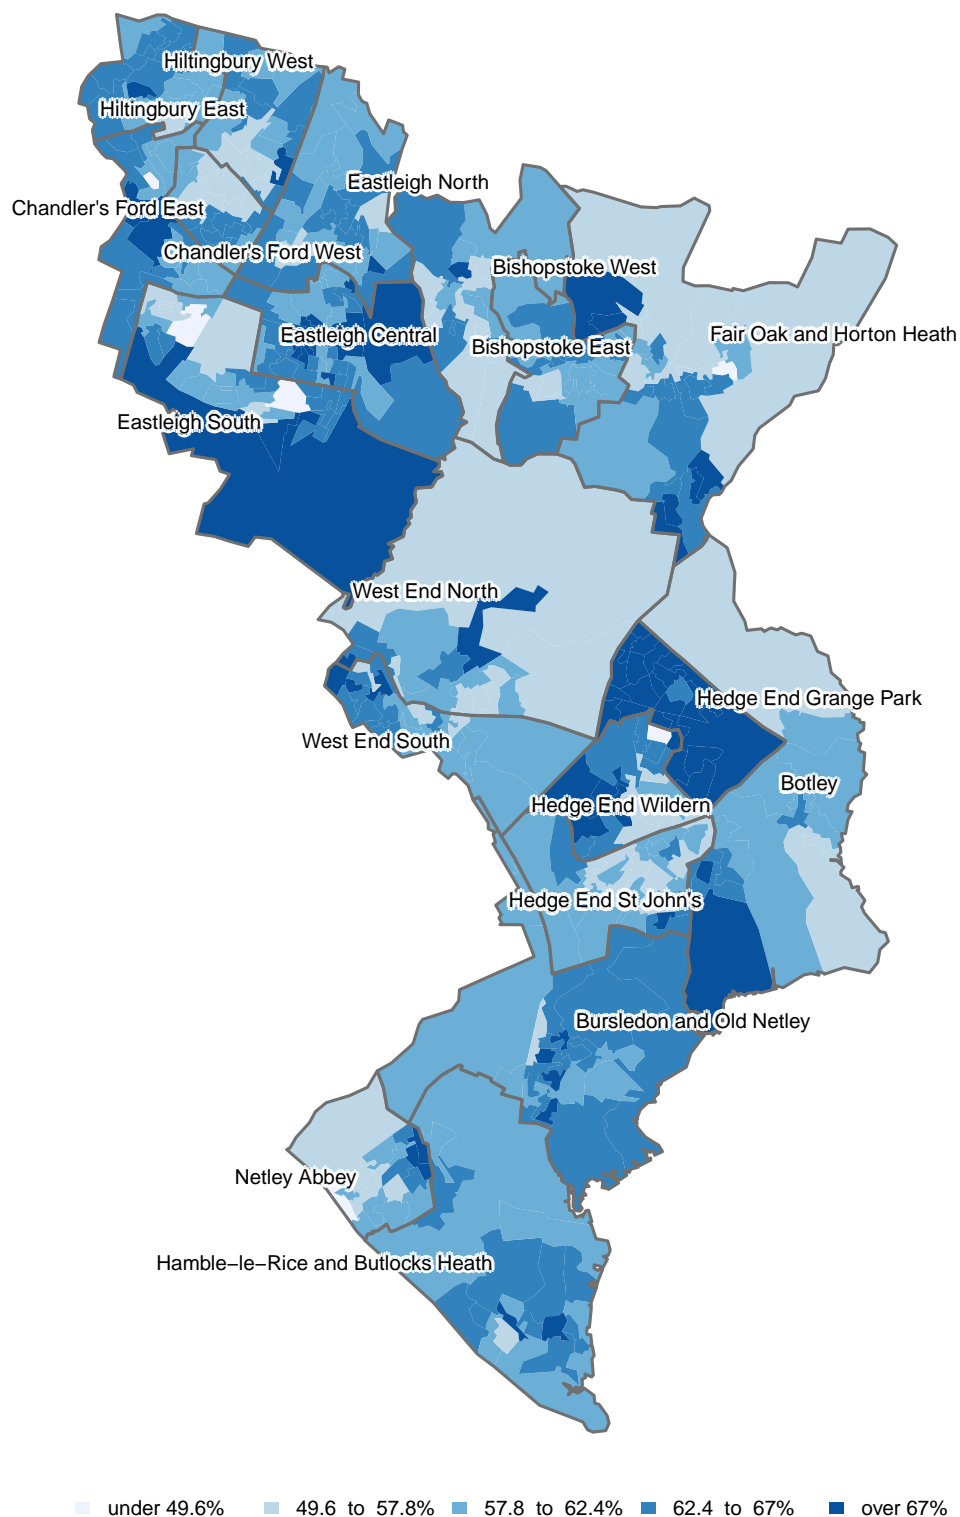 Hiltingbury West
Hiltingbury East
Eastleigh North
Chandler's Ford East
Chandler's Ford West
Bishopstoke West
Eastleigh Central
Fair Oak and Horton Heath
Bishopstoke East
Eastleigh South
West End North
Hedge End Grange Park
West End South
Botley
Hedge End Wildern
Hedge End St John's
Bursledon and Old Netley
Netley Abbey
Hamble−le−Rice and Butlocks Heath
under 49.6% 49.6 to 57.8% 57.8 to 62.4% 62.4 to 67% over 67%